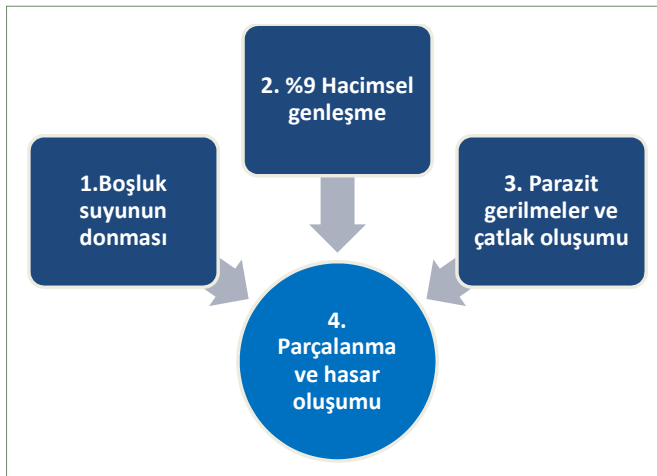 1.Boşluk
suyunun
donması
2. %9 Hacimsel
genleşme
3. Parazit
gerilmeler ve
çatlak oluşumu
4.
Parçalanma
ve hasar
oluşumu